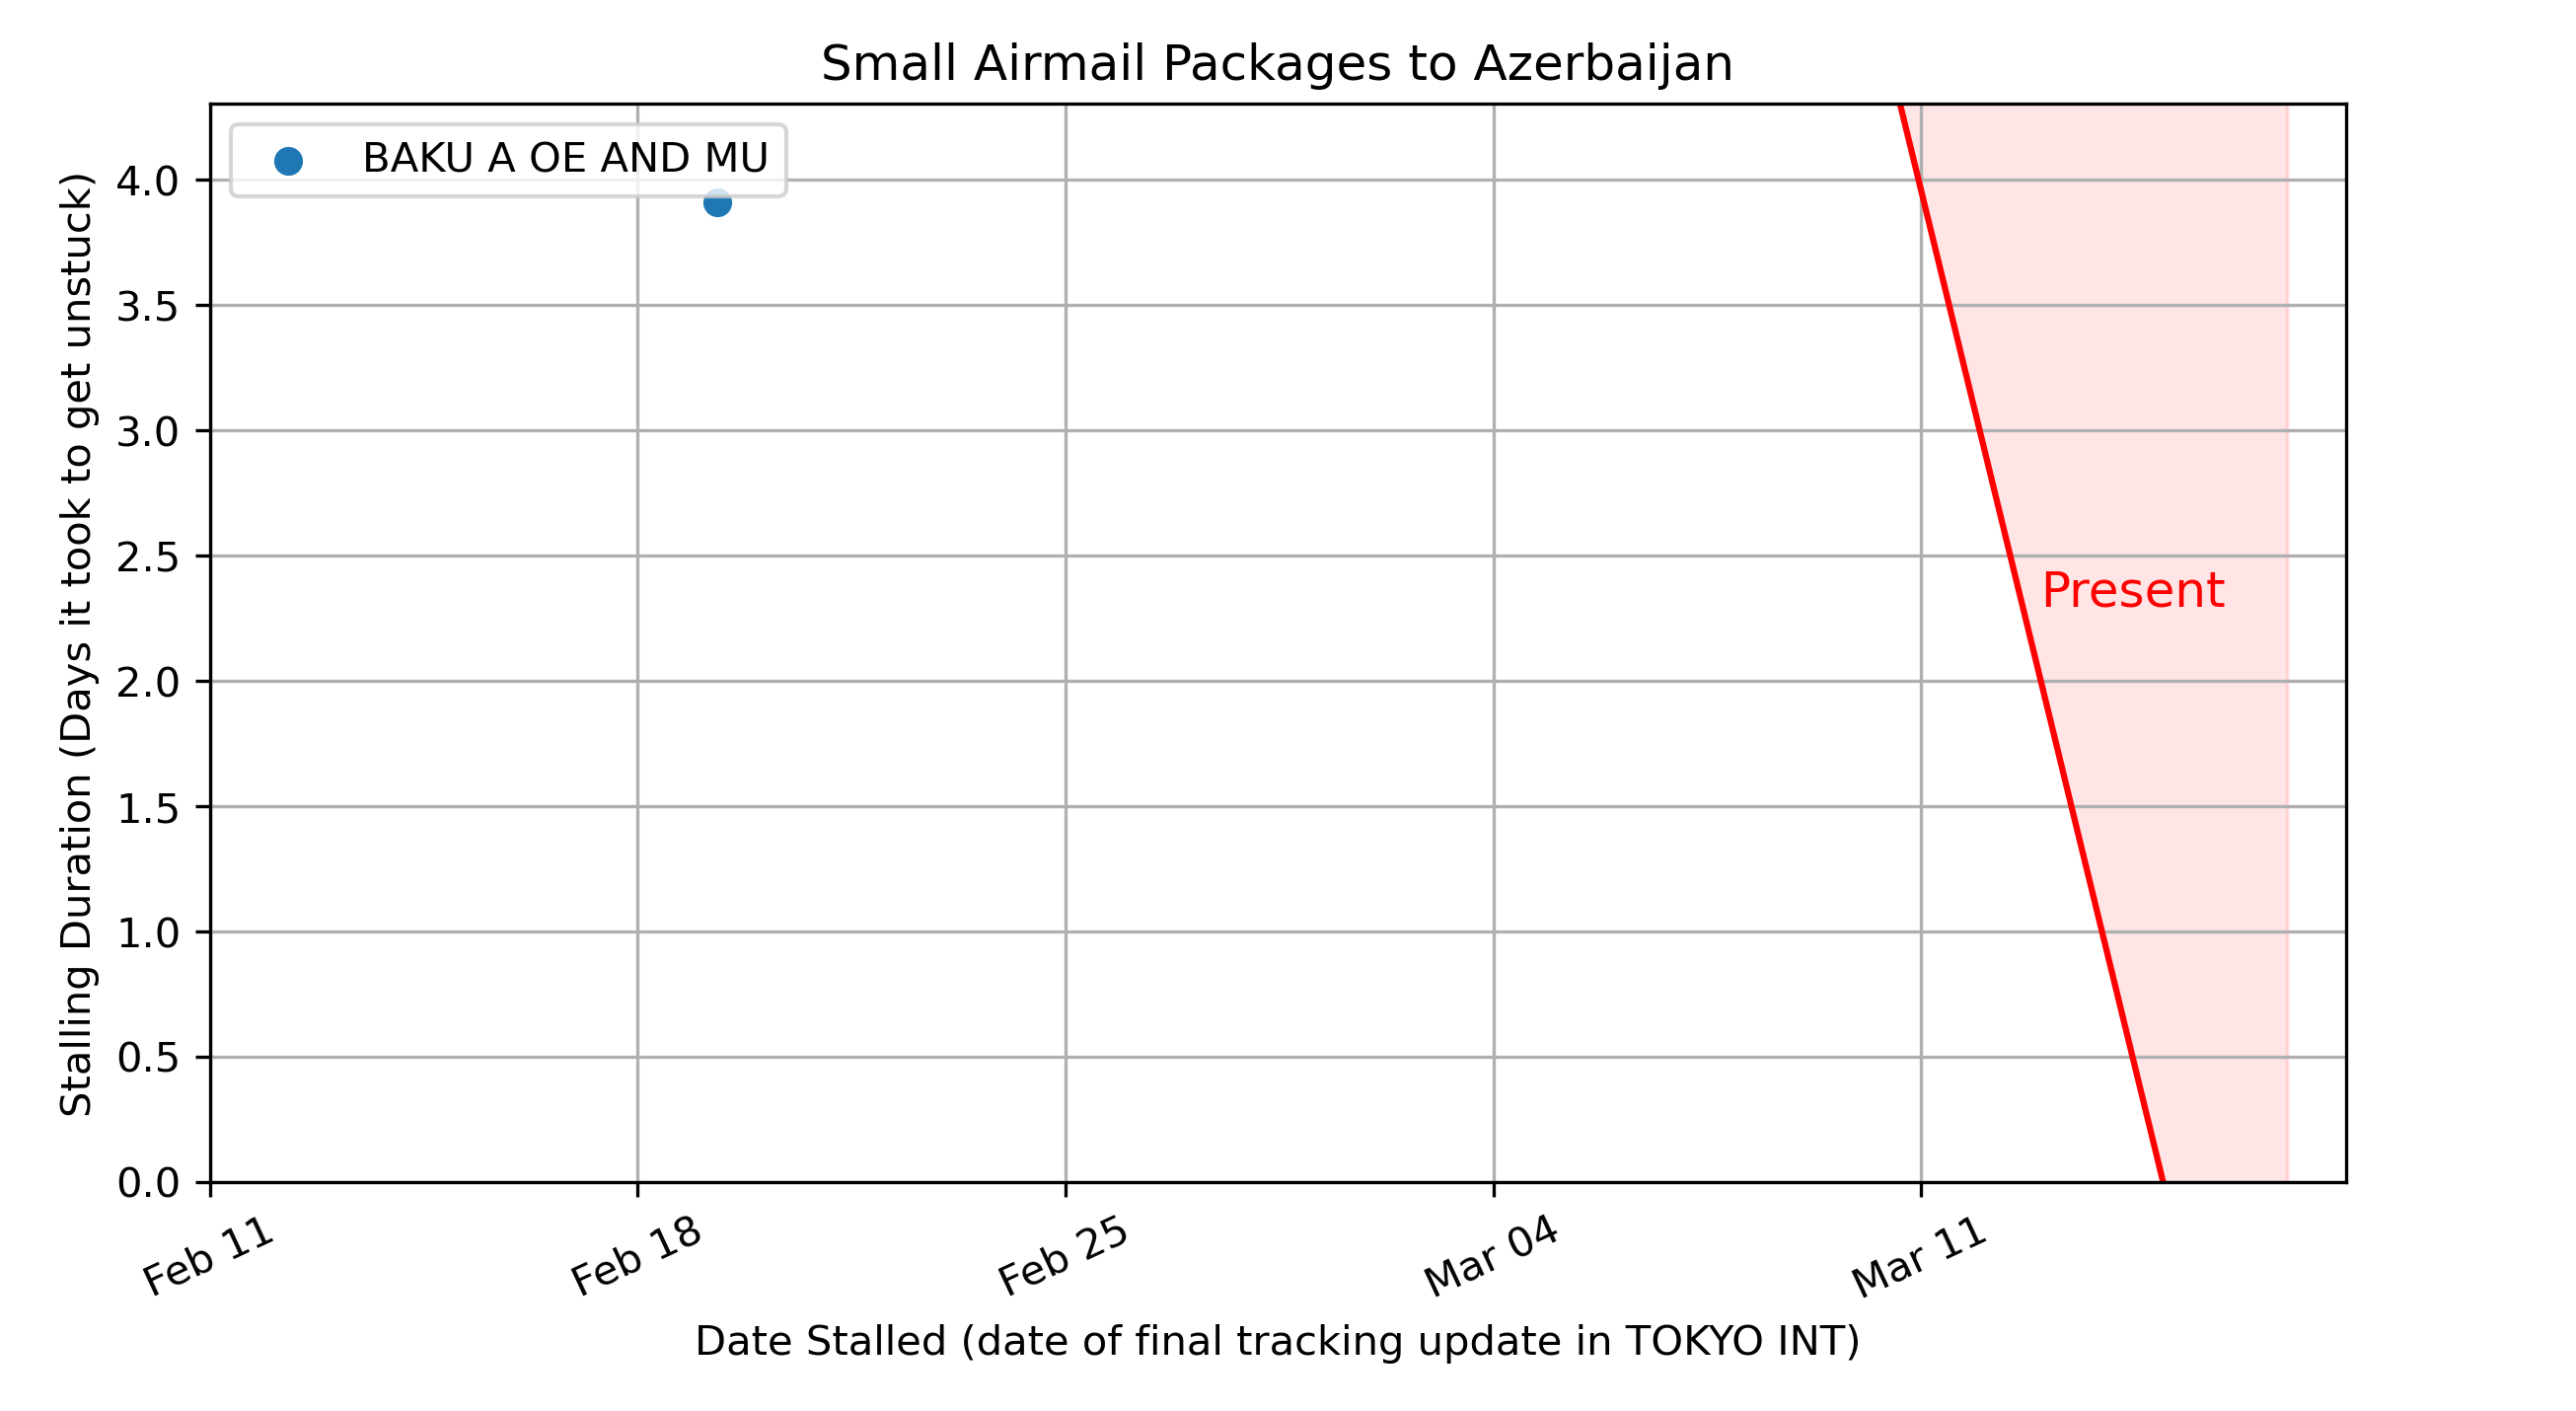 Small Airmail Packages to Azerbaijan
BAKU A OE AND MU
Stalling Duration (Days it took to get unstuck)
4.0
3.5
3.0
2.5
2.0
1.5
1.0
0.5
0.0
Present
Feb 11
Feb 18
Feb 25
Mar 04
Mar 11
Date Stalled (date of final tracking update in TOKYO INT)